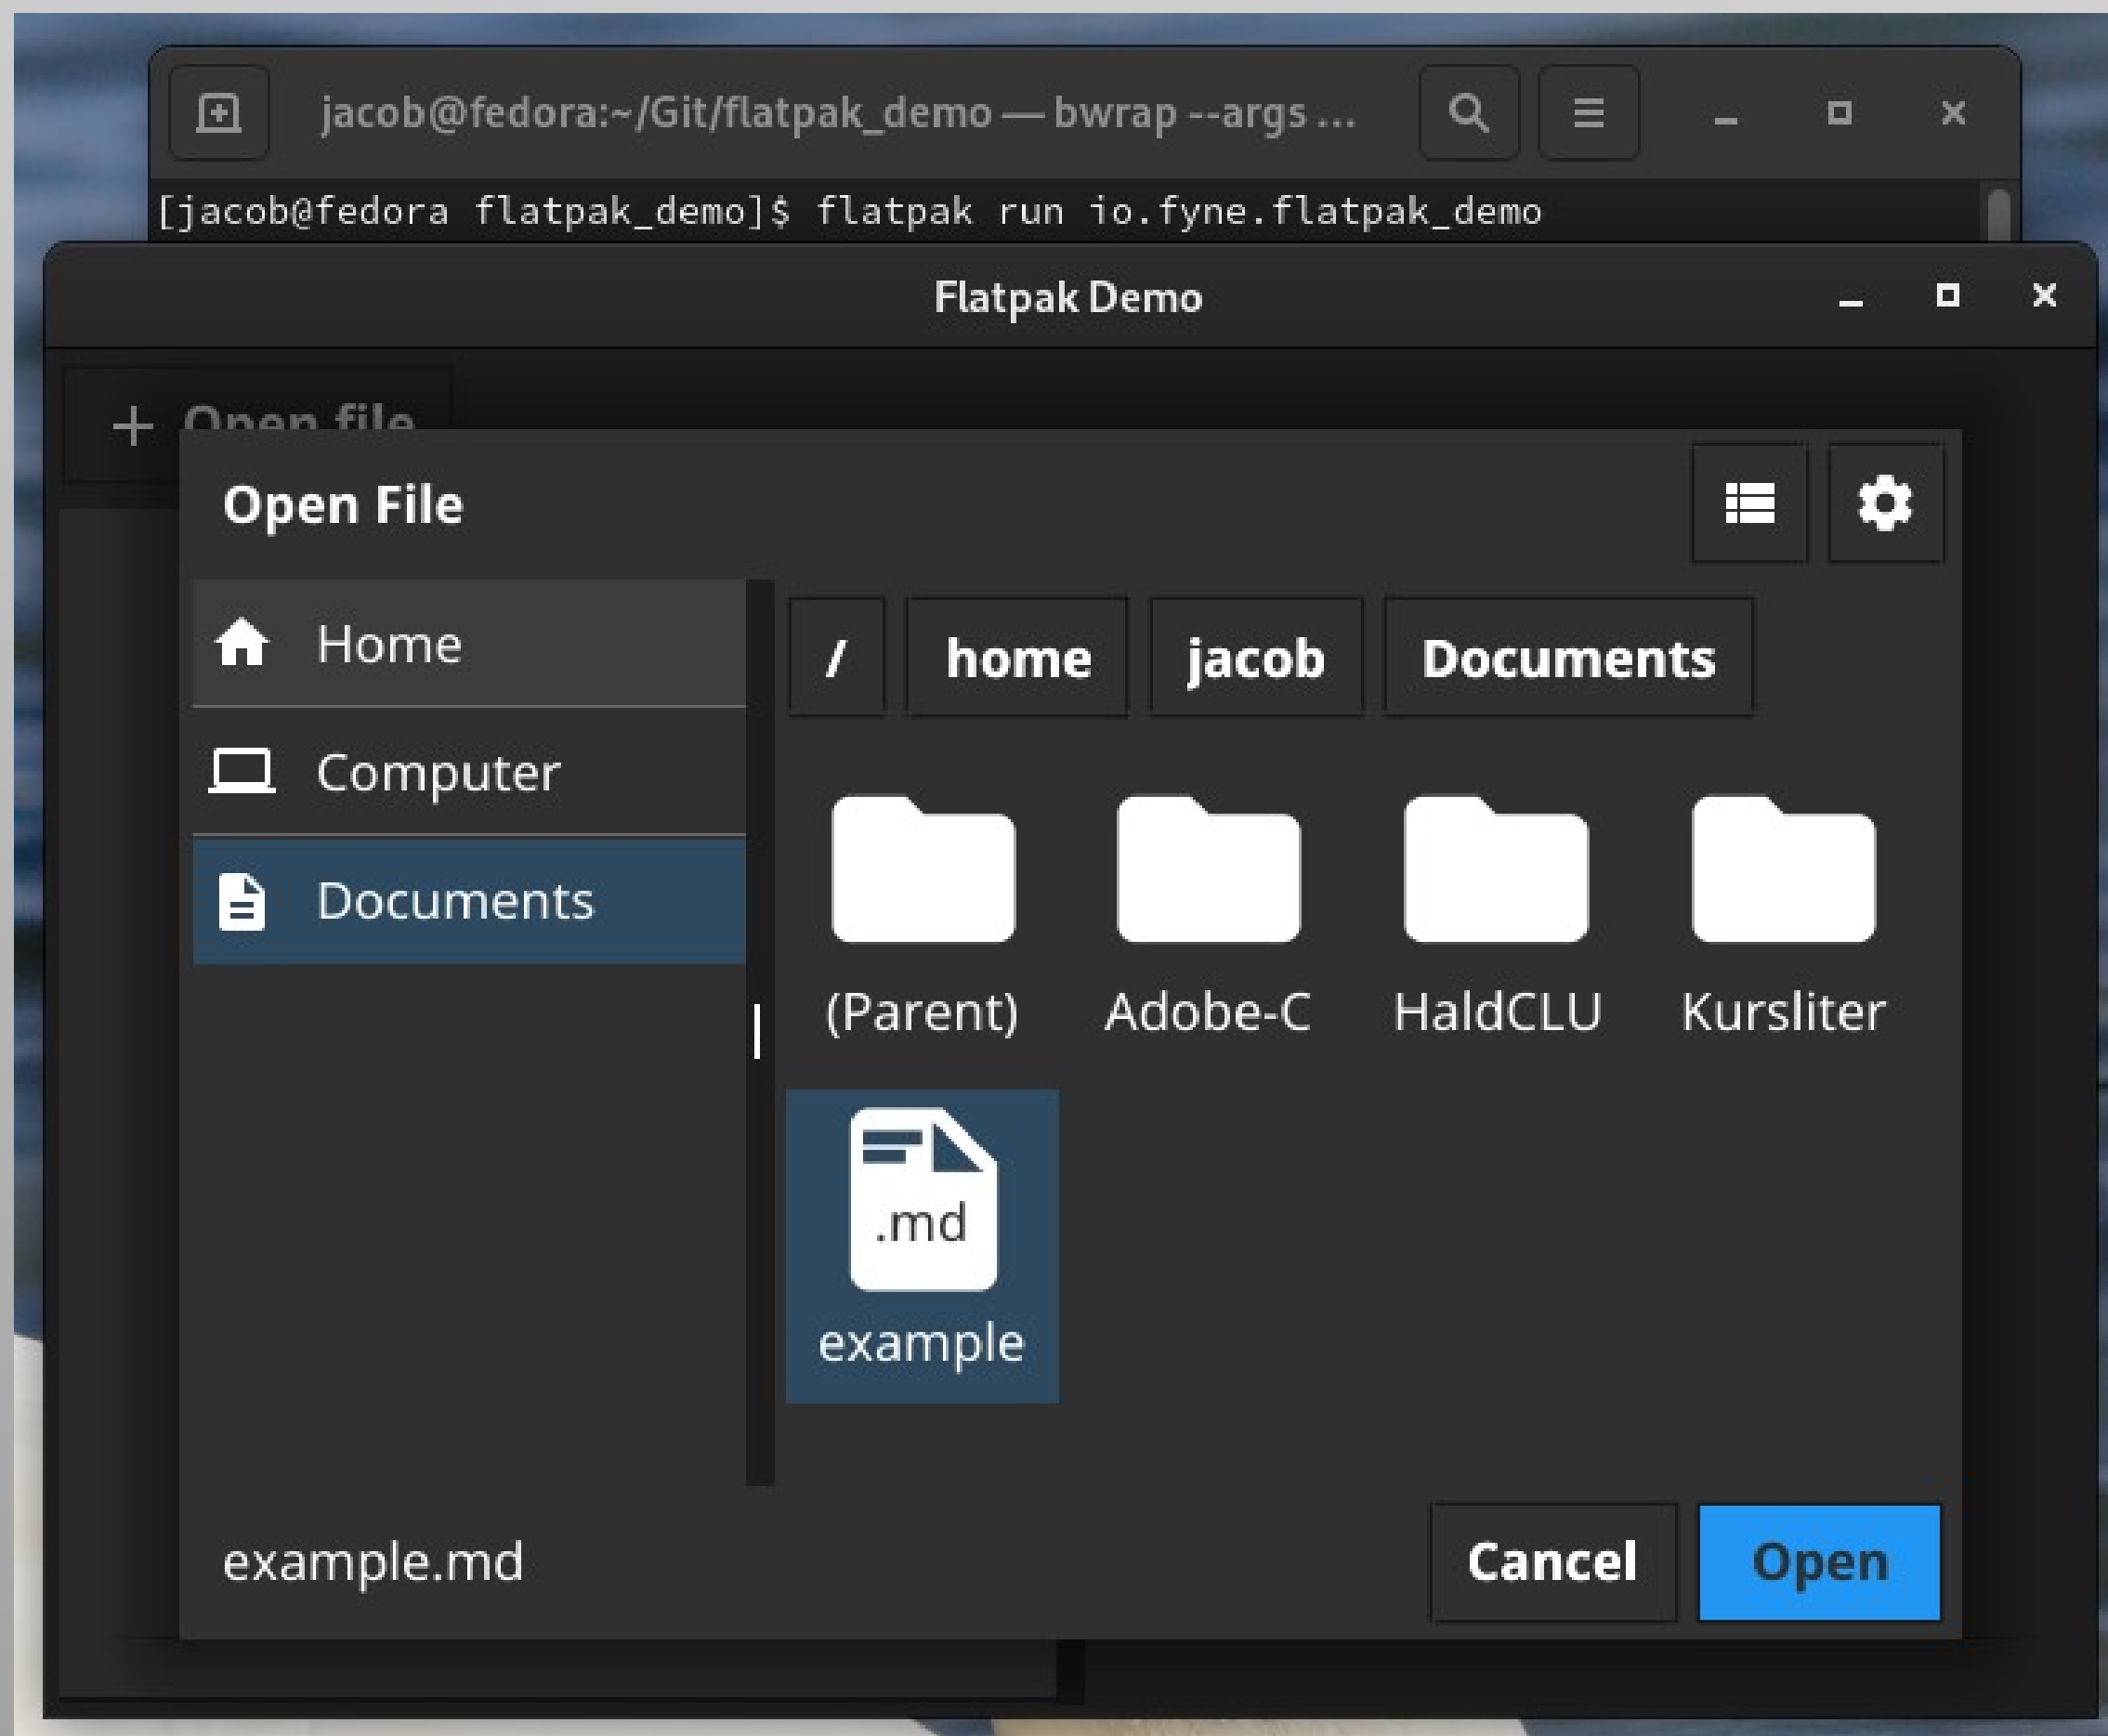 jacob@fedora:~/Git/flatpak_demo — bwrap --args ...
[jacob@fedora flatpak_demo]$ flatpak run io.fyne.flatpak_demo
Flatpak Demo
+ Open file
Open File
Home
Computer
Documents
/ home jacob Documents
(Parent) Adobe-C HaldCLU Kursliter
.md
example
example.md
Cancel Open